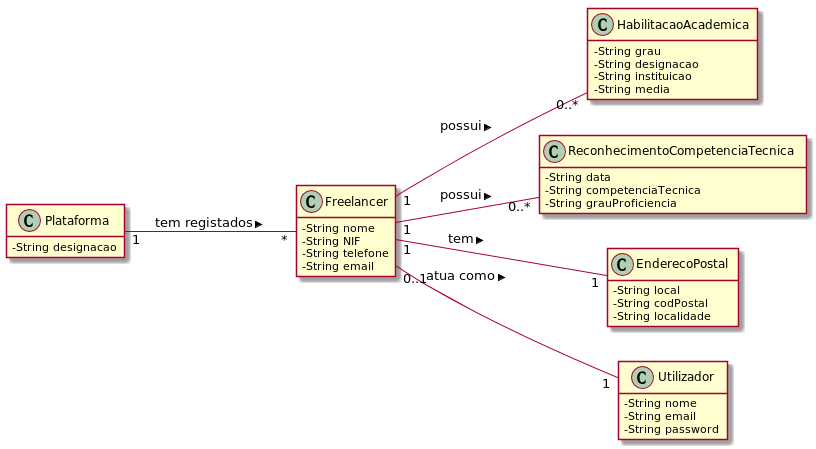 C HabilitacaoAcademica
-String grau
-String designacao
-String instituicao
-String media
0..*
possui
1
C ReconhecimentoCompetenciaTecnica
-String data
-String competenciaTecnica
-String grauProficiencia
possui
0..*
1
C Plataforma
-String designacao
1
tem registados
*
C Freelancer
-String nome
-String NIF
-String telefone
-String email
1
tem
1
C EnderecoPostal
-String local
-String codPostal
-String localidade
0..1
atua como
1
C Utilizador
-String nome
-String email
-String password